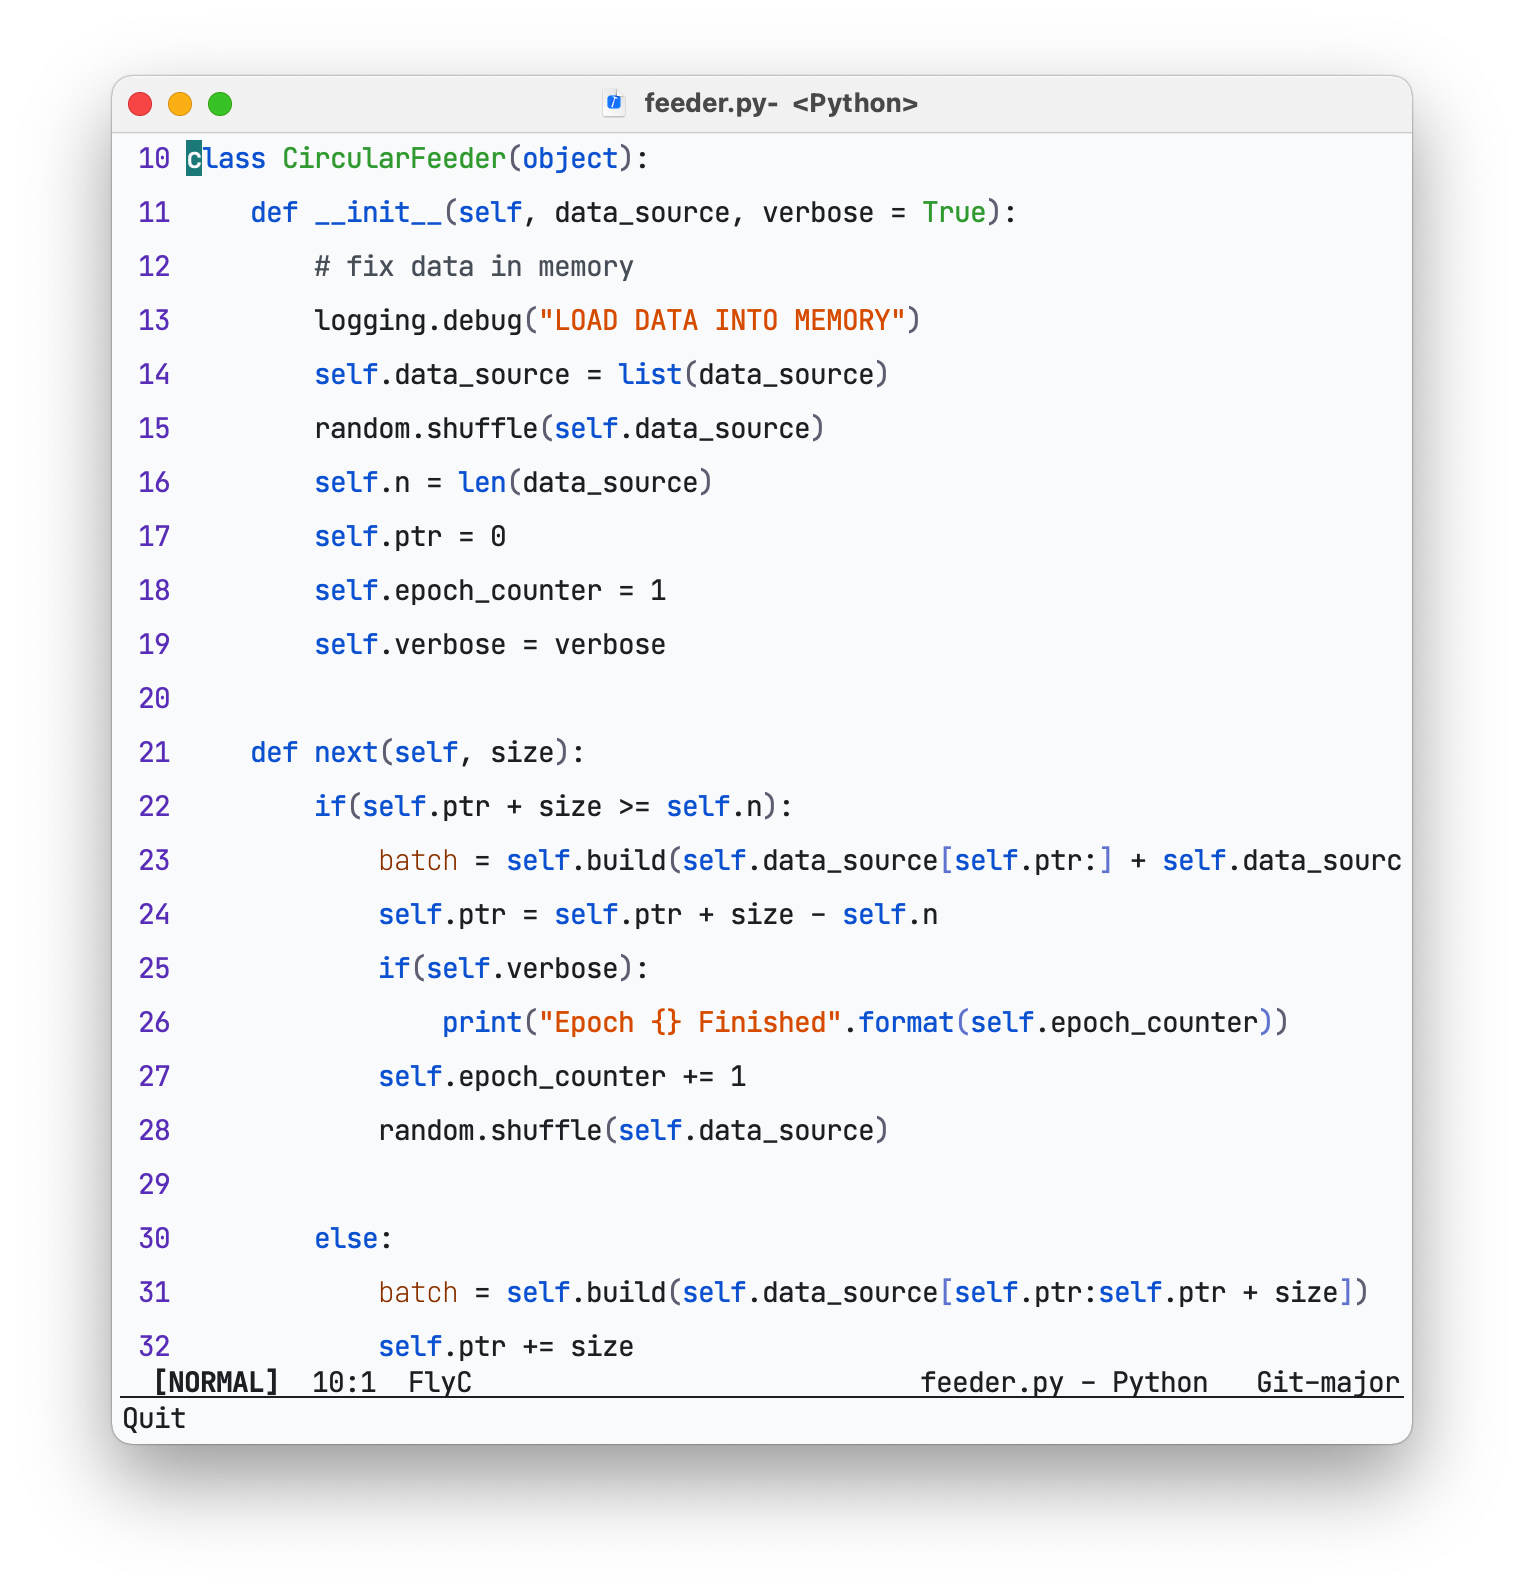 feeder.py- <Python>
10 class CircularFeeder(object):
11     def __init__(self, data_source, verbose = True):
12         # fix data in memory
13         logging.debug("LOAD DATA INTO MEMORY")
14         self.data_source = list(data_source)
15         random.shuffle(self.data_source)
16         self.n = len(data_source)
17         self.ptr = 0
18         self.epoch_counter = 1
19         self.verbose = verbose
20
21     def next(self, size):
22         if(self.ptr + size >= self.n):
23             batch = self.build(self.data_source[self.ptr:] + self.data_sourc
24             self.ptr = self.ptr + size - self.n
25             if(self.verbose):
26                 print("Epoch {} Finished".format(self.epoch_counter))
27             self.epoch_counter += 1
28             random.shuffle(self.data_source)
29
30         else:
31             batch = self.build(self.data_source[self.ptr:self.ptr + size])
32             self.ptr += size
[NORMAL]  10:1  FlyC feeder.py - Python   Git-major
Quit